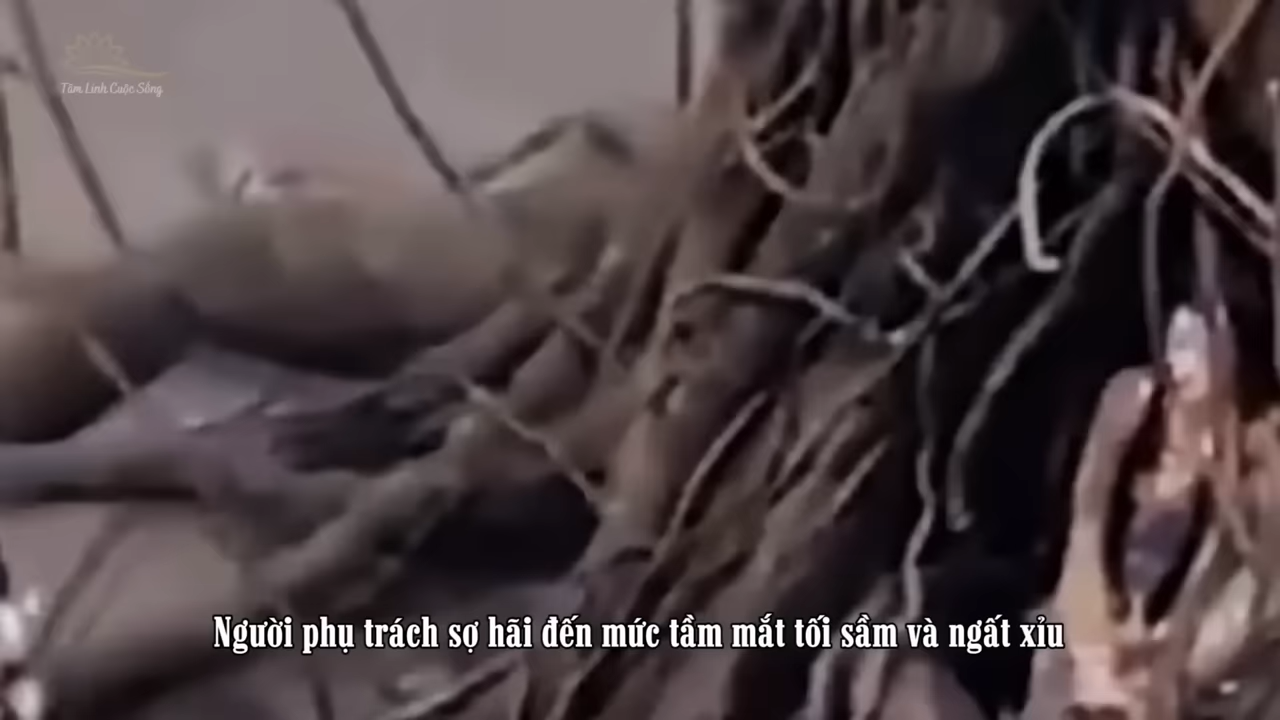 Tâm Linh Cuộc Sống
Người phụ trách sợ hãi đến mức tầm mắt tối sầm và ngất xỉu